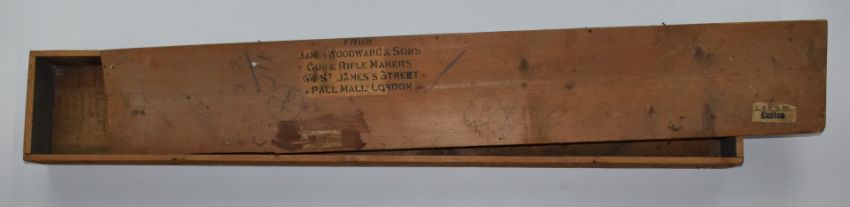 FROM
JAMES WOODWARD & SONS
GUN & RIFLE MAKERS
64 ST JAMES'S STREET
PALL MALL LONDON
Euston